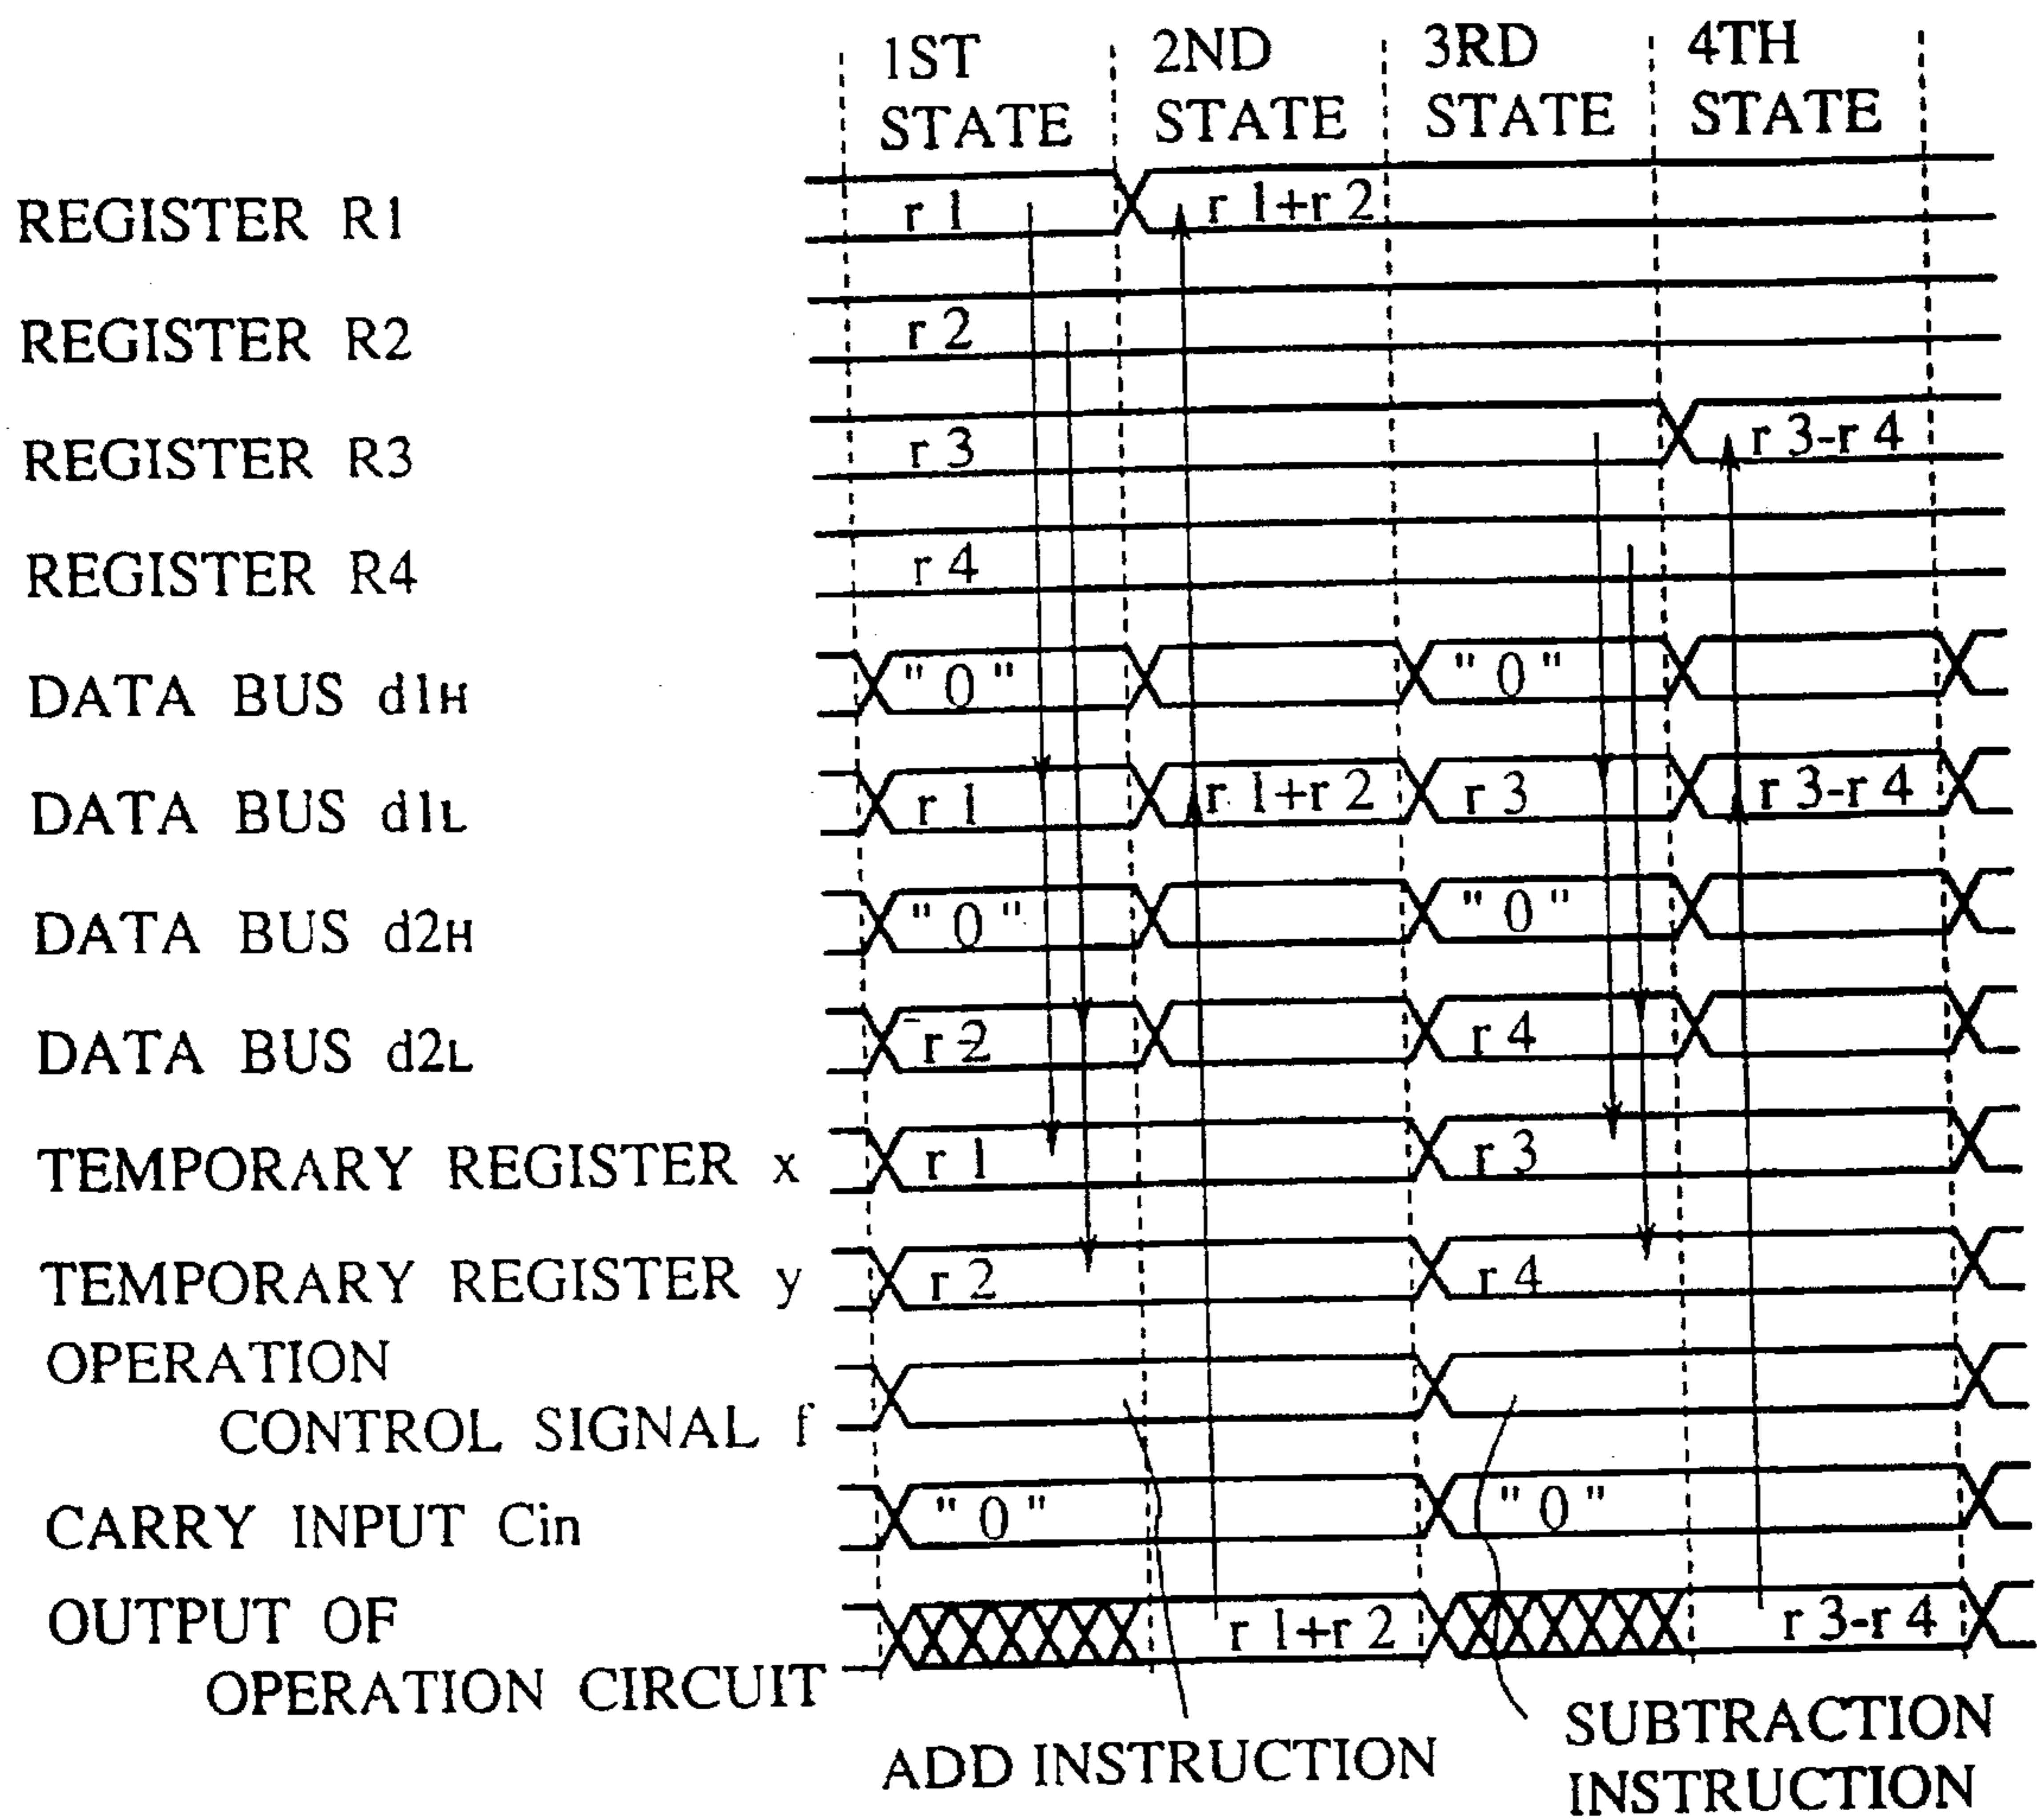 1ST 2ND 3RD 4TH
STATE STATE STATE STATE
REGISTER R1 r 1 r 1+r 2
REGISTER R2 r 2
REGISTER R3 r 3 r 3-r 4
REGISTER R4 r 4
DATA BUS d1H "0" "0"
DATA BUS d1L r 1 r 1+r 2 r 3 r 3-r 4
DATA BUS d2H "0" "0"
DATA BUS d2L r 2 r 4
TEMPORARY REGISTER x r 1 r 3
TEMPORARY REGISTER y r 2 r 4
OPERATION
CONTROL SIGNAL f
CARRY INPUT Cin "0" "0"
OUTPUT OF r 1+r 2 r 3-r 4
OPERATION CIRCUIT
ADD INSTRUCTION
SUBTRACTION
INSTRUCTION